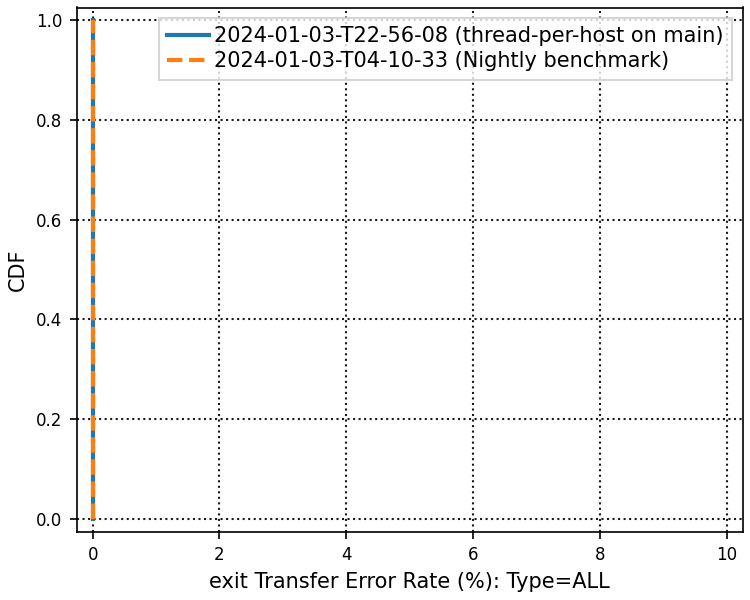 2024-01-03-T22-56-08 (thread-per-host on main)
2024-01-03-T04-10-33 (Nightly benchmark)
1.0
0.8
0.6
0.4
0.2
0.0
CDF
0 2 4 6 8 10
exit Transfer Error Rate (%): Type=ALL